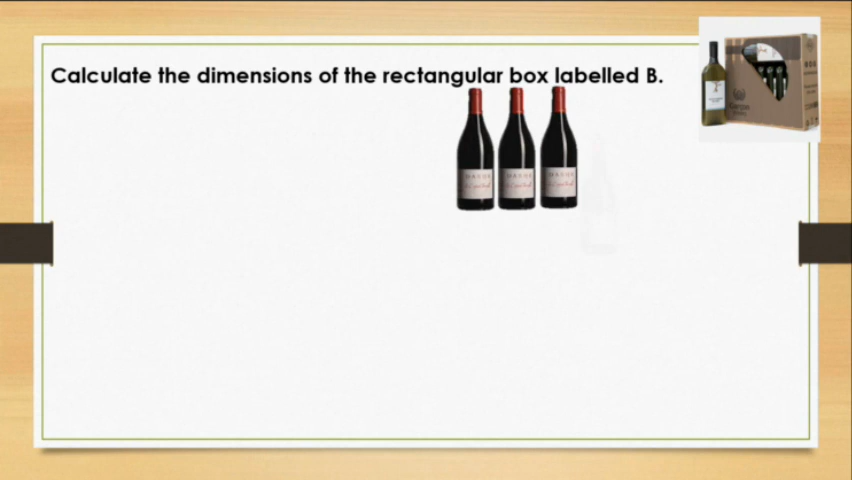 Calculate the dimensions of the rectangular box labelled B.